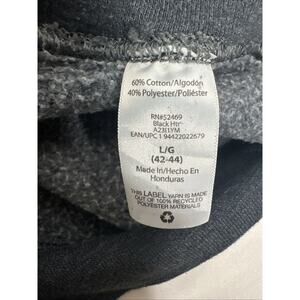 60% Cotton/Algodón
40% Polyester/Poliéster
RN#52469
Black Htr
A23J1YM
EAN/UPC 1 94422022679
L/G
(42-44)
Made In/Hecho En
Honduras
THIS LABEL YARN IS MADE
OUT OF 100% RECYCLED
POLYESTER MATERIALS